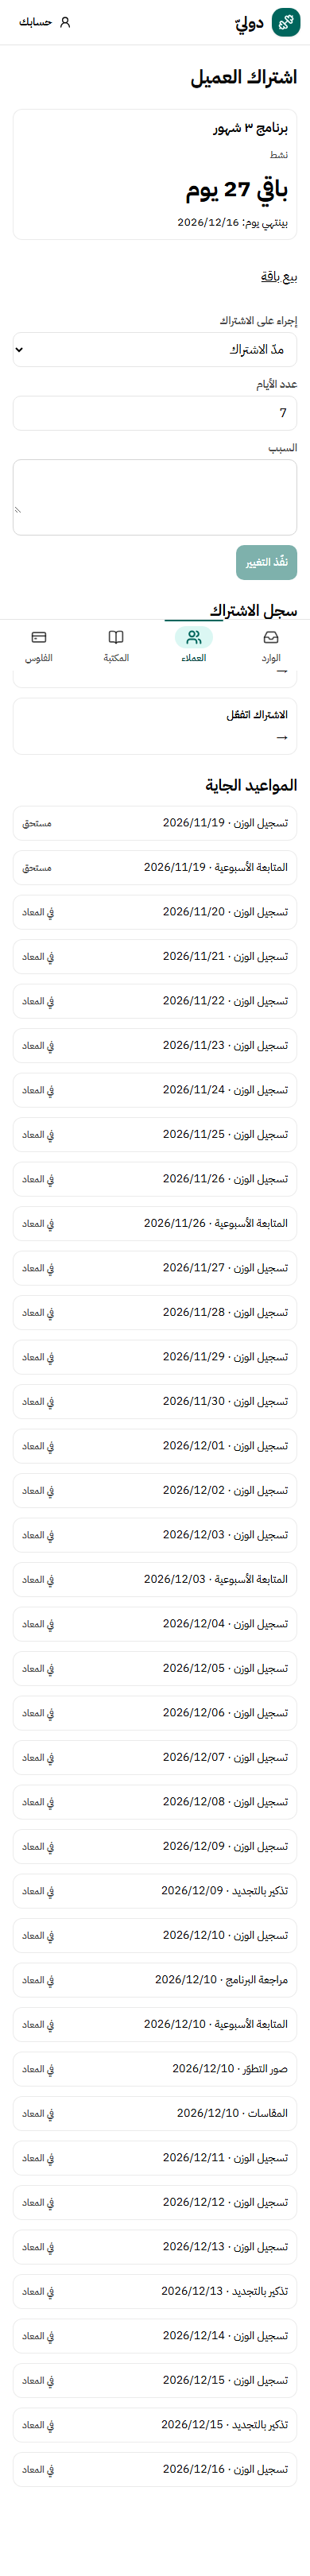 دوليّ
حسابك
اشتراك العميل
برنامج ٣ شهور
نشط
باقي 27 يوم
بينتهي يوم: 2026/12/16
بيع باقة
إجراء على الاشتراك
مدّ الاشتراك
عدد الأيام
7
السبب
نفّذ التغيير
سجل الاشتراك
الوارد
العملاء
المكتبة
الفلوس
←
الاشتراك اتفعّل
←
المواعيد الجاية
تسجيل الوزن · 2026/11/19 مستحق
المتابعة الأسبوعية · 2026/11/19 مستحق
تسجيل الوزن · 2026/11/20 في المعاد
تسجيل الوزن · 2026/11/21 في المعاد
تسجيل الوزن · 2026/11/22 في المعاد
تسجيل الوزن · 2026/11/23 في المعاد
تسجيل الوزن · 2026/11/24 في المعاد
تسجيل الوزن · 2026/11/25 في المعاد
تسجيل الوزن · 2026/11/26 في المعاد
المتابعة الأسبوعية · 2026/11/26 في المعاد
تسجيل الوزن · 2026/11/27 في المعاد
تسجيل الوزن · 2026/11/28 في المعاد
تسجيل الوزن · 2026/11/29 في المعاد
تسجيل الوزن · 2026/11/30 في المعاد
تسجيل الوزن · 2026/12/01 في المعاد
تسجيل الوزن · 2026/12/02 في المعاد
تسجيل الوزن · 2026/12/03 في المعاد
المتابعة الأسبوعية · 2026/12/03 في المعاد
تسجيل الوزن · 2026/12/04 في المعاد
تسجيل الوزن · 2026/12/05 في المعاد
تسجيل الوزن · 2026/12/06 في المعاد
تسجيل الوزن · 2026/12/07 في المعاد
تسجيل الوزن · 2026/12/08 في المعاد
تسجيل الوزن · 2026/12/09 في المعاد
تذكير بالتجديد · 2026/12/09 في المعاد
تسجيل الوزن · 2026/12/10 في المعاد
مراجعة البرنامج · 2026/12/10 في المعاد
المتابعة الأسبوعية · 2026/12/10 في المعاد
صور التطوّر · 2026/12/10 في المعاد
المقاسات · 2026/12/10 في المعاد
تسجيل الوزن · 2026/12/11 في المعاد
تسجيل الوزن · 2026/12/12 في المعاد
تسجيل الوزن · 2026/12/13 في المعاد
تذكير بالتجديد · 2026/12/13 في المعاد
تسجيل الوزن · 2026/12/14 في المعاد
تسجيل الوزن · 2026/12/15 في المعاد
تذكير بالتجديد · 2026/12/15 في المعاد
تسجيل الوزن · 2026/12/16 في المعاد